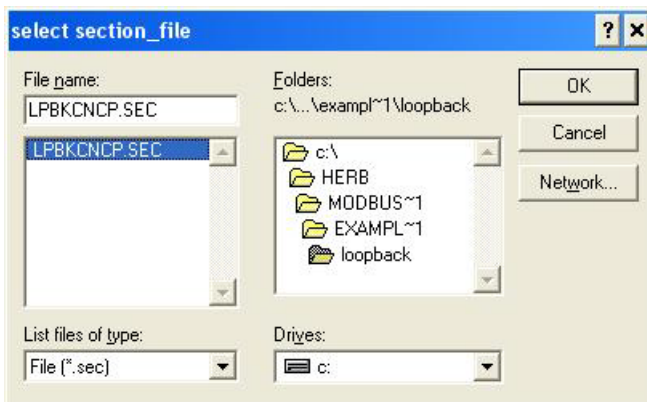 select section_file
File name:
LPBKCNCP.SEC
LPBKCNCP.SEC
List files of type:
File (*.sec)
Folders:
c:\...\exampl~1\loopback
c:\
HERB
MODBUS~1
EXAMPL~1
loopback
Drives:
c:
OK
Cancel
Network...